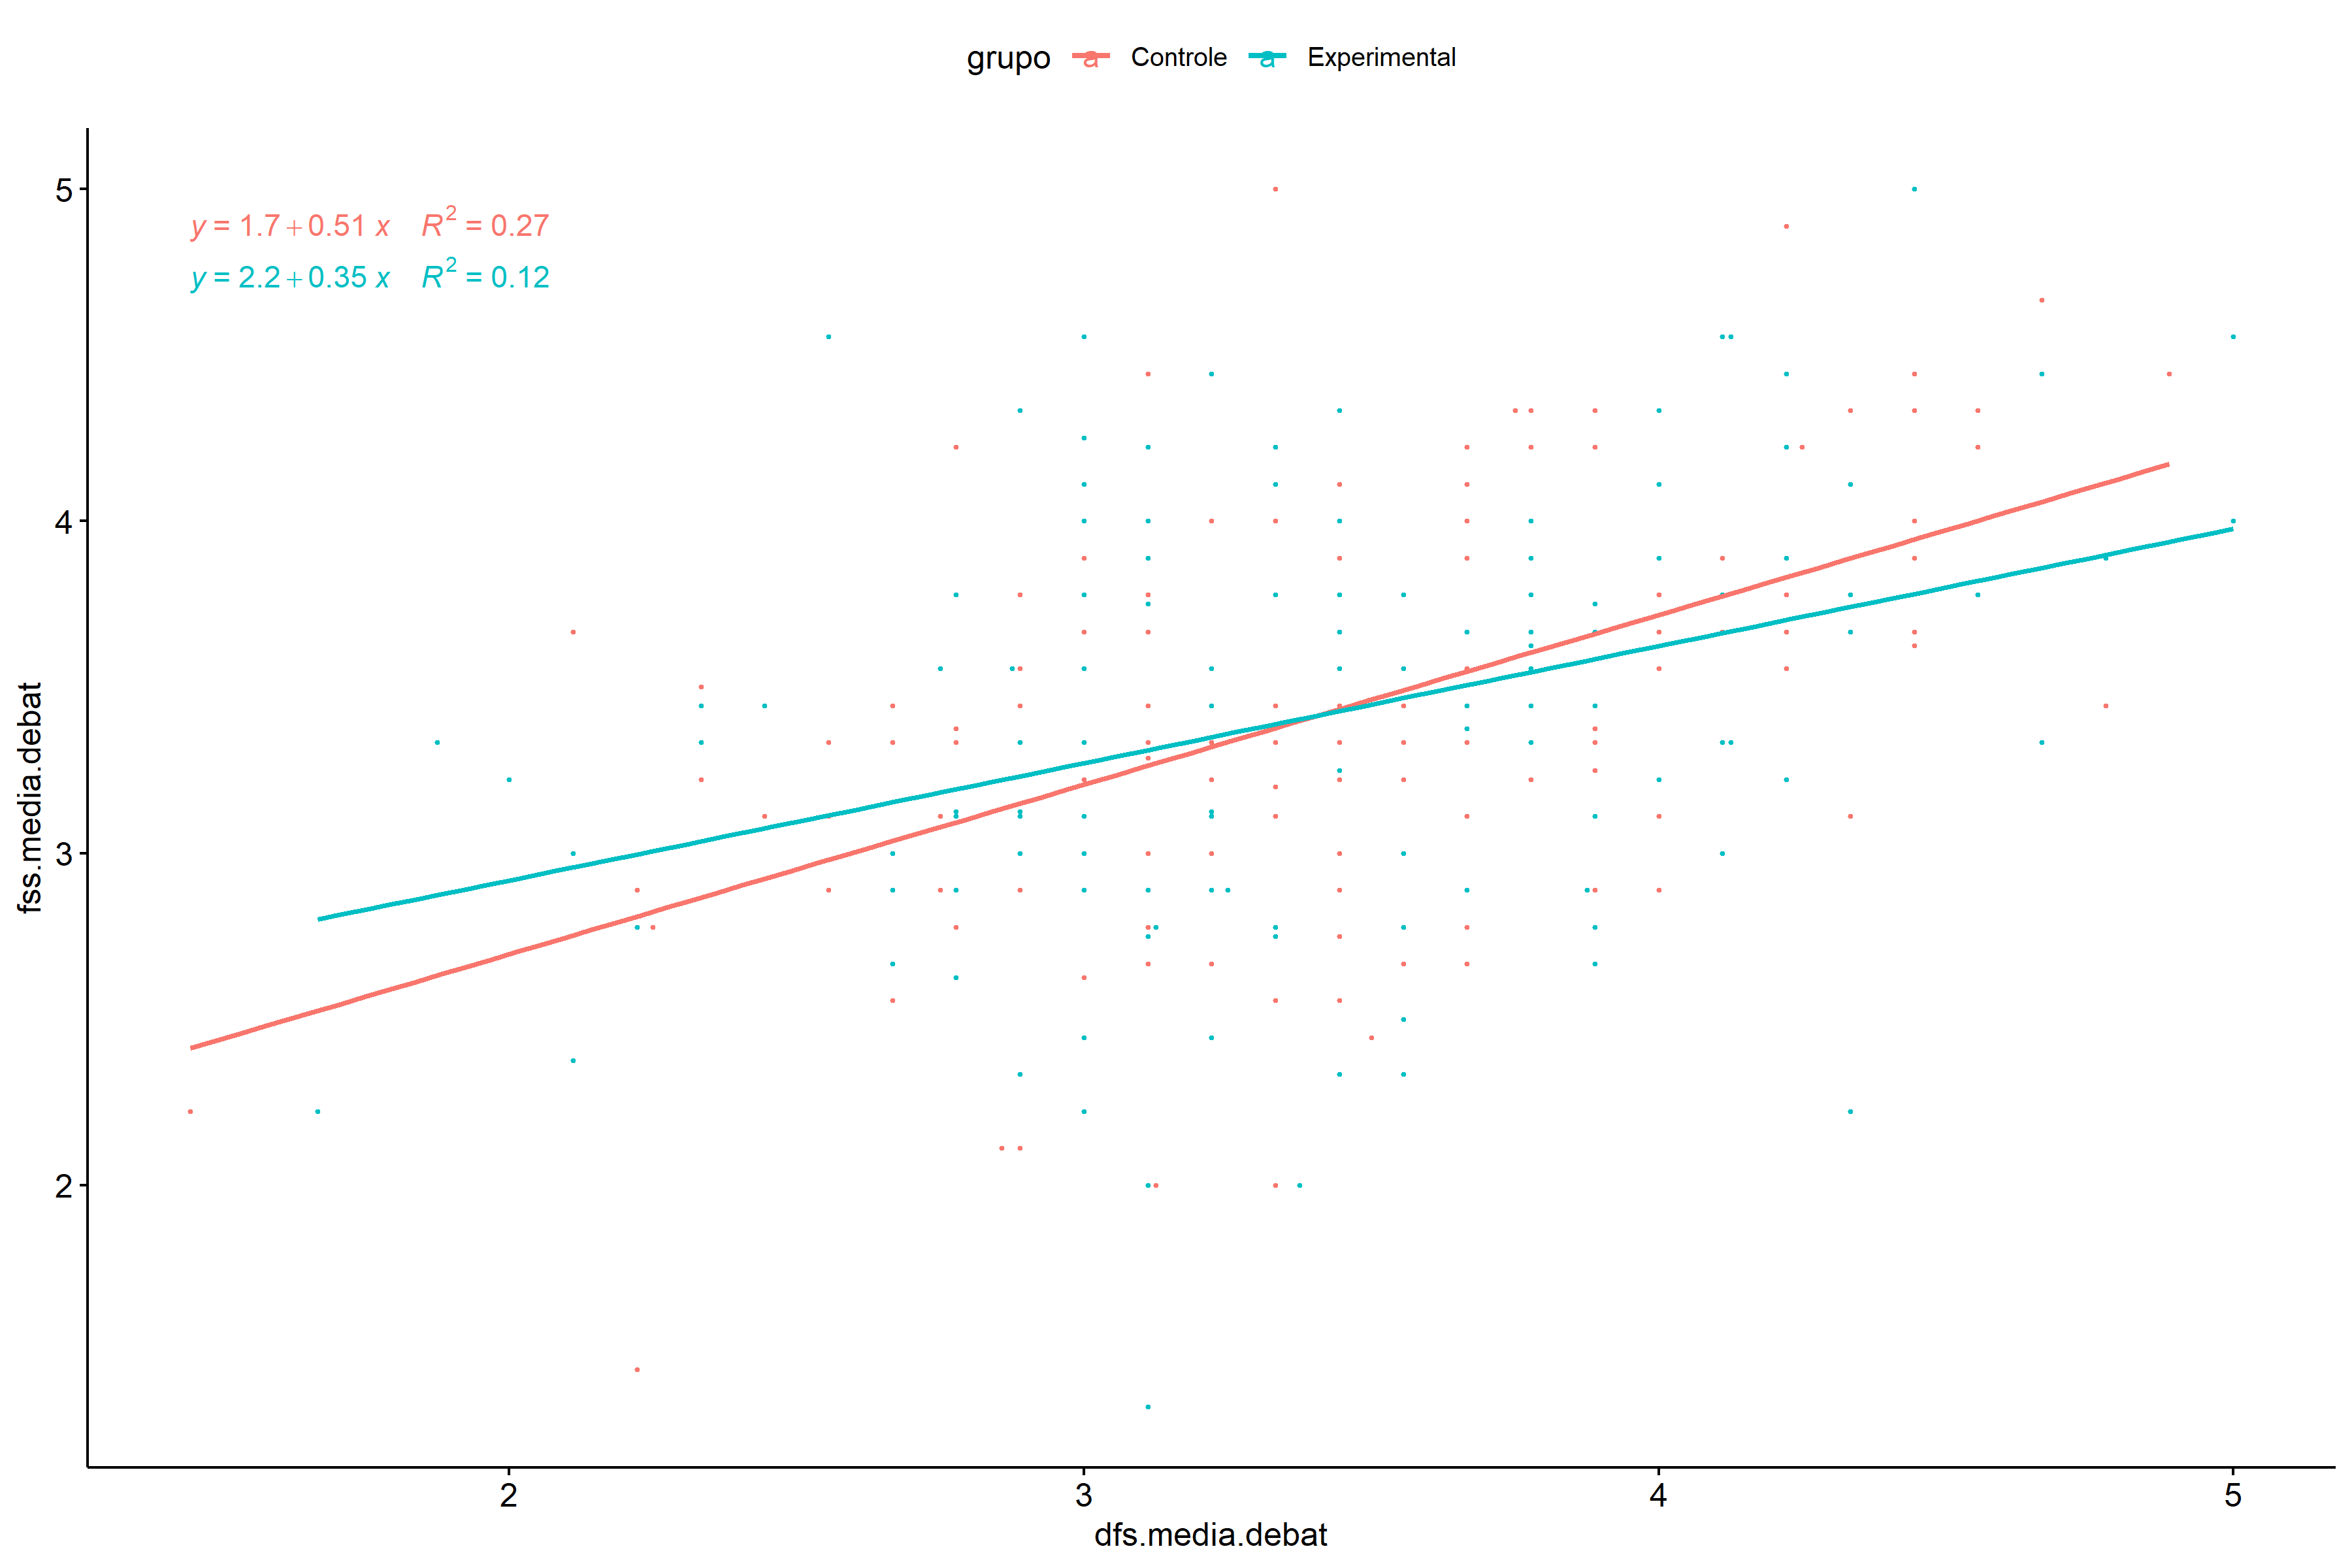 grupo a Controle a Experimental
5
y = 1.7 + 0.51 x R² = 0.27
y = 2.2 + 0.35 x R² = 0.12
4
3
2
fss.media.debat
2 3 4 5
dfs.media.debat